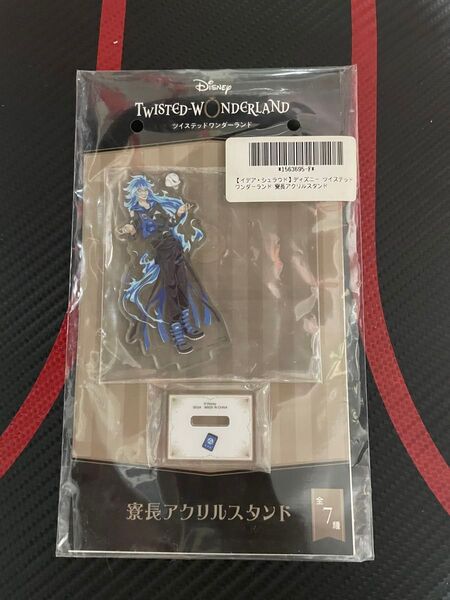 Disney
TWISTED-WONDERLAND
ツイステッドワンダーランド
*1563695-F*
【イデア・シュラウド】ディズニー ツイステッド
ワンダーランド 寮長アクリルスタンド
© Disney
SEGA MADE IN CHINA
寮長アクリルスタンド
全
7
種